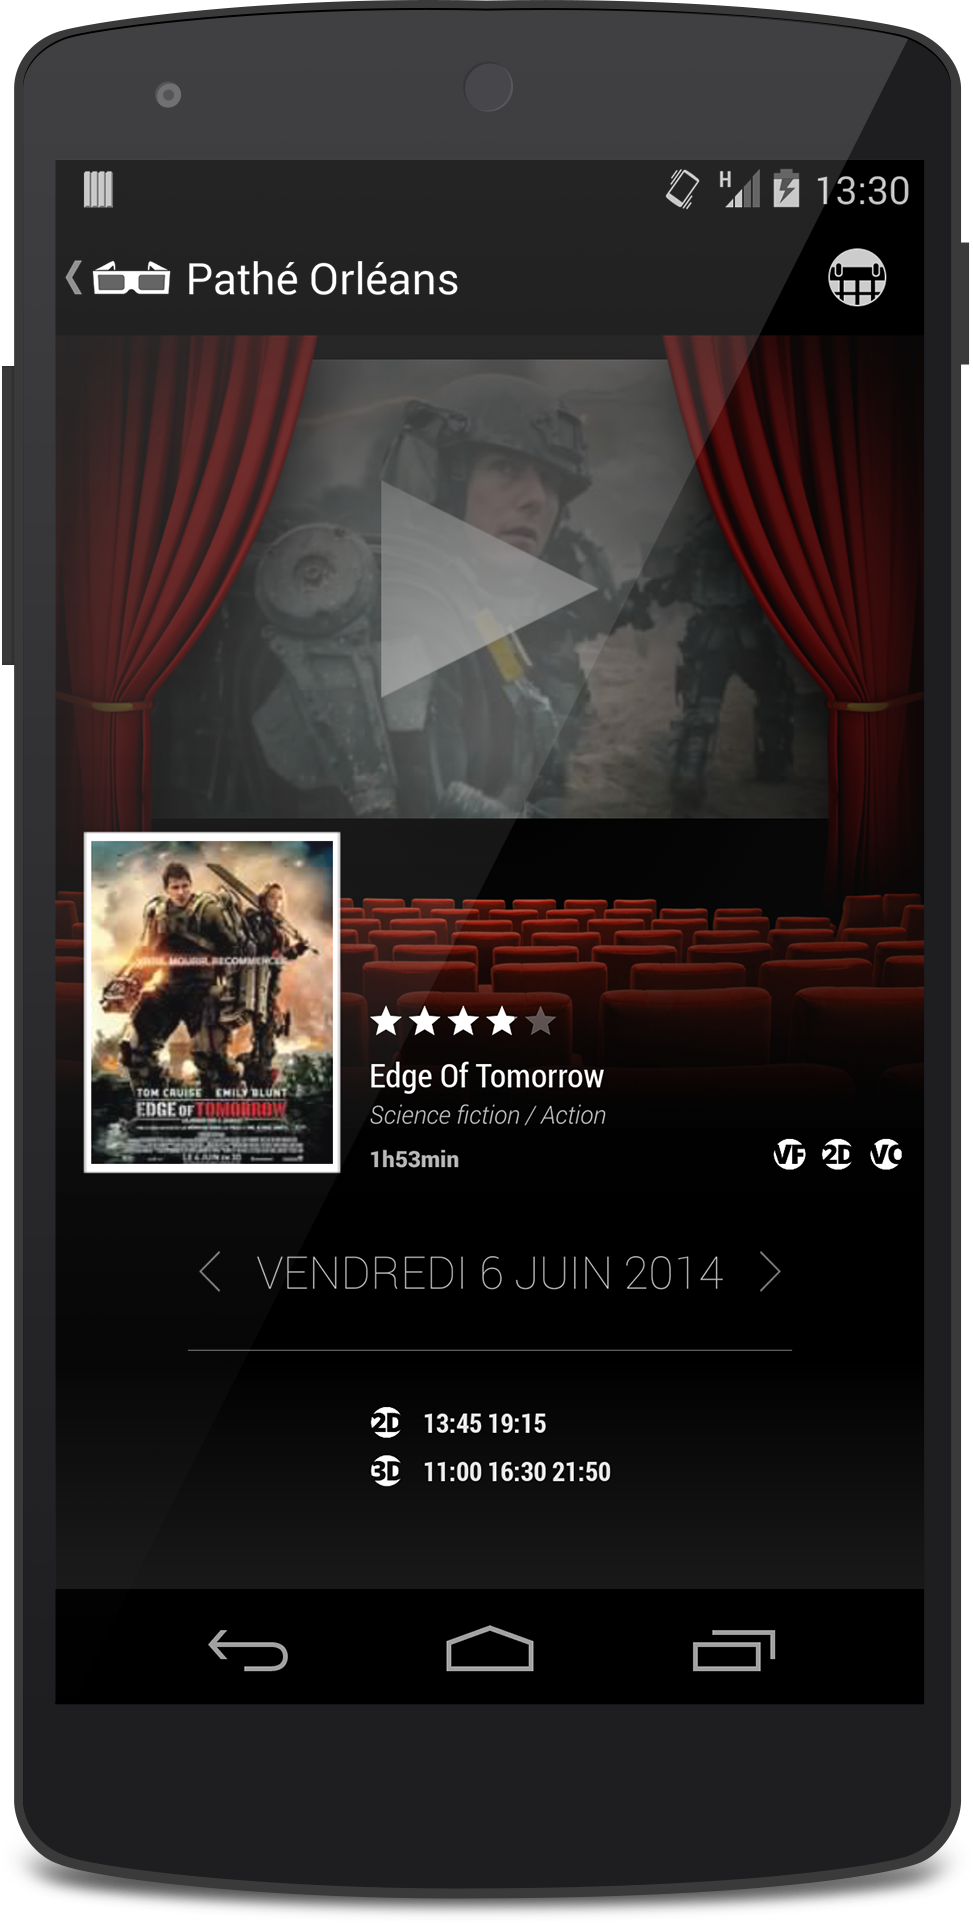 H 13:30
Pathé Orléans
VIVRE. MOURIR. RECOMMENCER.
TOM CRUISE EMILY BLUNT
EDGE OF TOMORROW
LE 4 JUIN EN 3D
Edge Of Tomorrow
Science fiction / Action
1h53min
VF 2D VO
VENDREDI 6 JUIN 2014
2D 13:45 19:15
3D 11:00 16:30 21:50